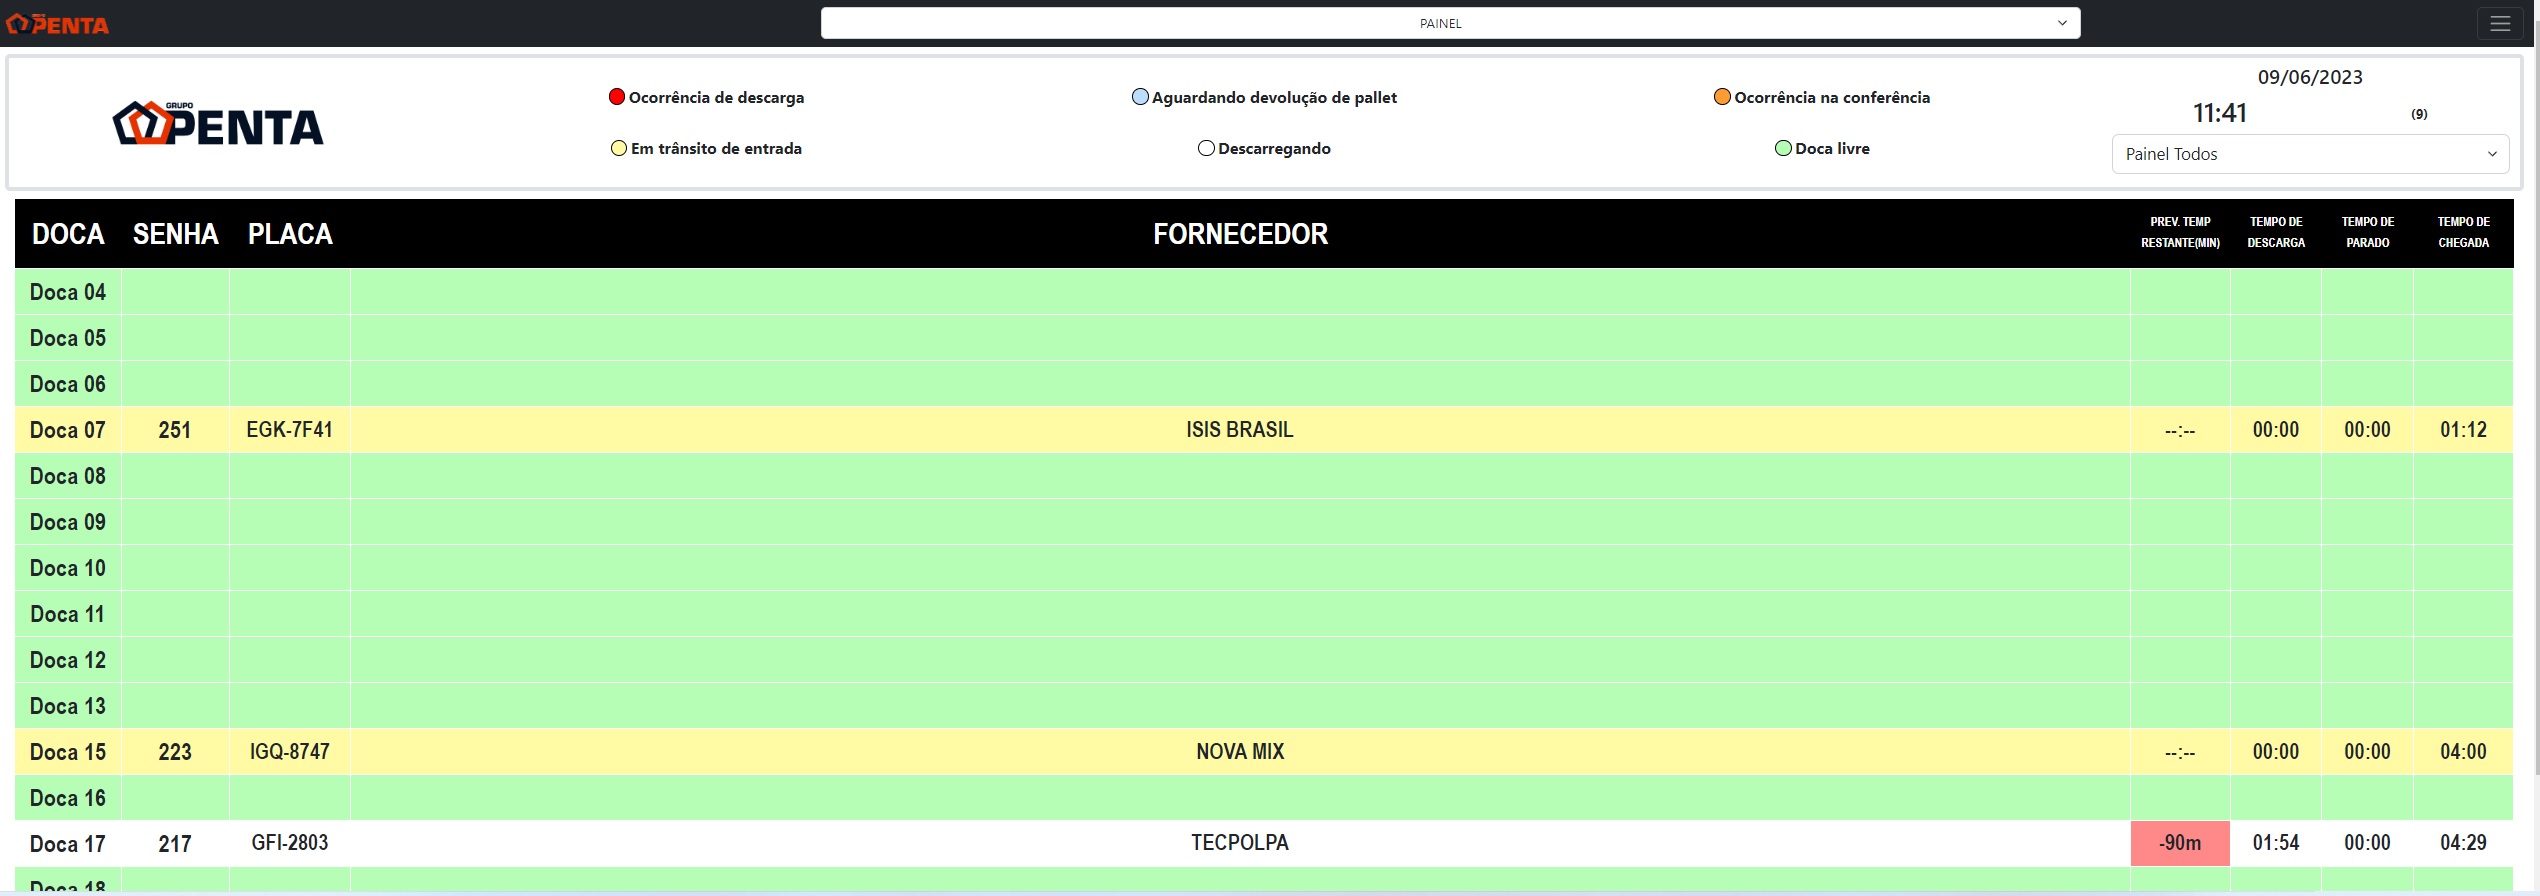 PENTA
PAINEL
GRUPO
PENTA
Ocorrência de descarga
Aguardando devolução de pallet
Ocorrência na conferência
09/06/2023
11:41
(9)
Em trânsito de entrada
Descarregando
Doca livre
Painel Todos
DOCA SENHA PLACA FORNECEDOR PREV. TEMP RESTANTE(MIN) TEMPO DE DESCARGA TEMPO DE PARADO TEMPO DE CHEGADA
Doca 04
Doca 05
Doca 06
Doca 07 251 EGK-7F41 ISIS BRASIL --:-- 00:00 00:00 01:12
Doca 08
Doca 09
Doca 10
Doca 11
Doca 12
Doca 13
Doca 15 223 IGQ-8747 NOVA MIX --:-- 00:00 00:00 04:00
Doca 16
Doca 17 217 GFI-2803 TECPOLPA -90m 01:54 00:00 04:29
Doca 18